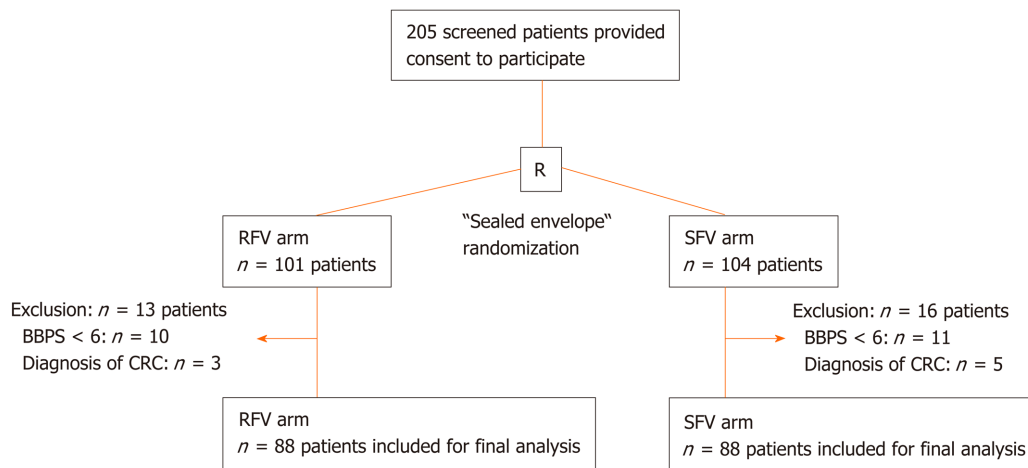 205 screened patients provided
consent to participate
R
“Sealed envelope“
randomization
RFV arm
n = 101 patients
SFV arm
n = 104 patients
Exclusion: n = 13 patients
BBPS < 6: n = 10
Diagnosis of CRC: n = 3
Exclusion: n = 16 patients
BBPS < 6: n = 11
Diagnosis of CRC: n = 5
RFV arm
n = 88 patients included for final analysis
SFV arm
n = 88 patients included for final analysis